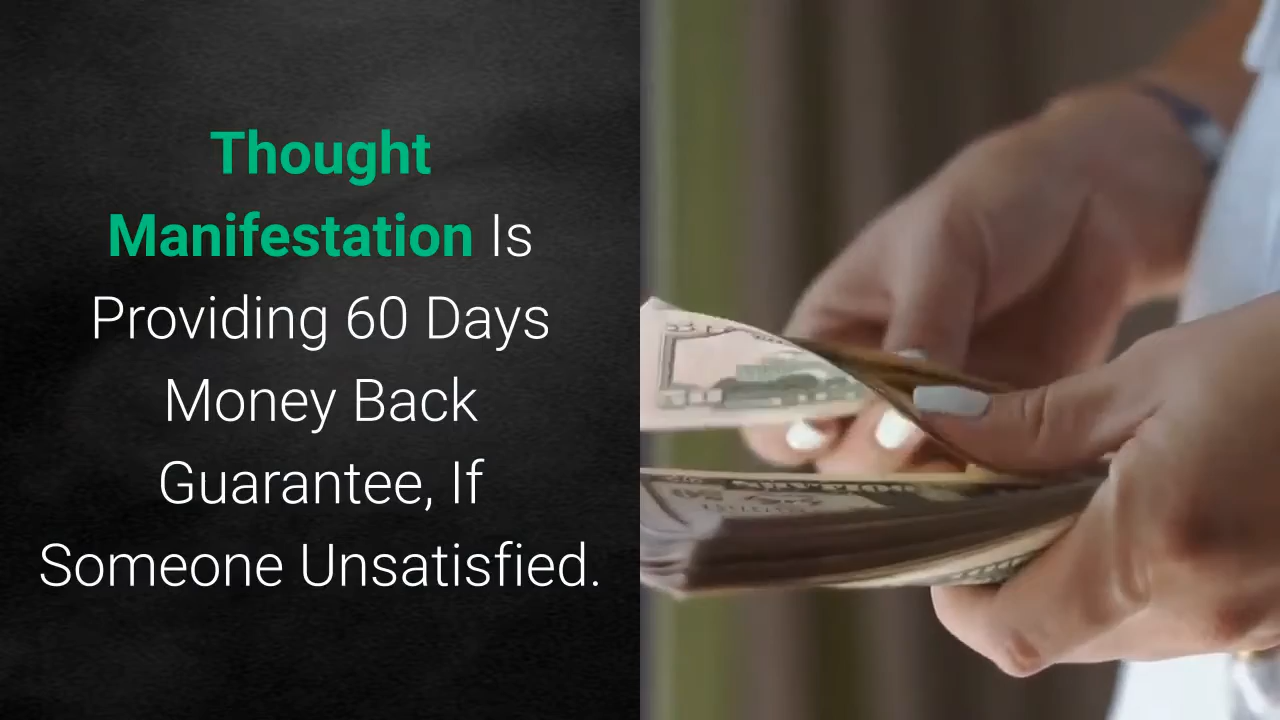 Thought
Manifestation Is
Providing 60 Days
Money Back
Guarantee, If
Someone Unsatisfied.